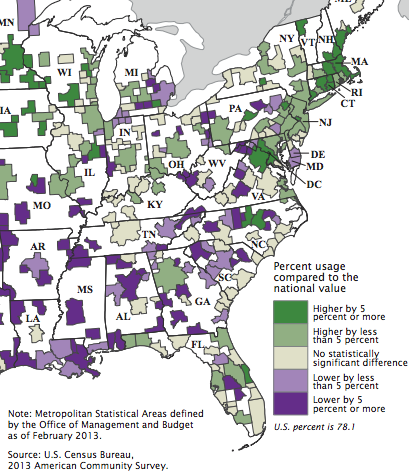 ME
MN
NY
VT
NH
WI
MI
MA
RI
CT
PA
IA
NJ
IN
OH
DE
MD
IL
WV
DC
MO
VA
KY
TN
NC
AR
SC
MS
GA
AL
LA
FL
Percent usage
compared to the
national value
Higher by 5
percent or more
Higher by less
than 5 percent
No statistically
significant difference
Lower by less
than 5 percent
Lower by 5
percent or more
U.S. percent is 78.1
Note: Metropolitan Statistical Areas defined
by the Office of Management and Budget
as of February 2013.
Source: U.S. Census Bureau,
2013 American Community Survey.